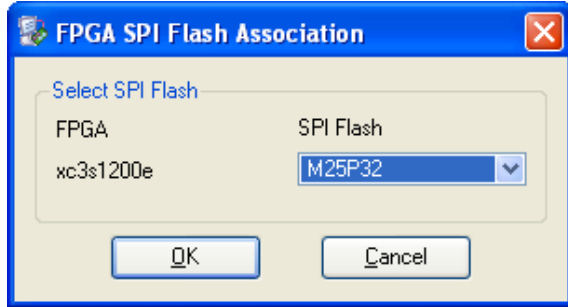 FPGA SPI Flash Association
Select SPI Flash
FPGA SPI Flash
xc3s1200e M25P32
OK Cancel